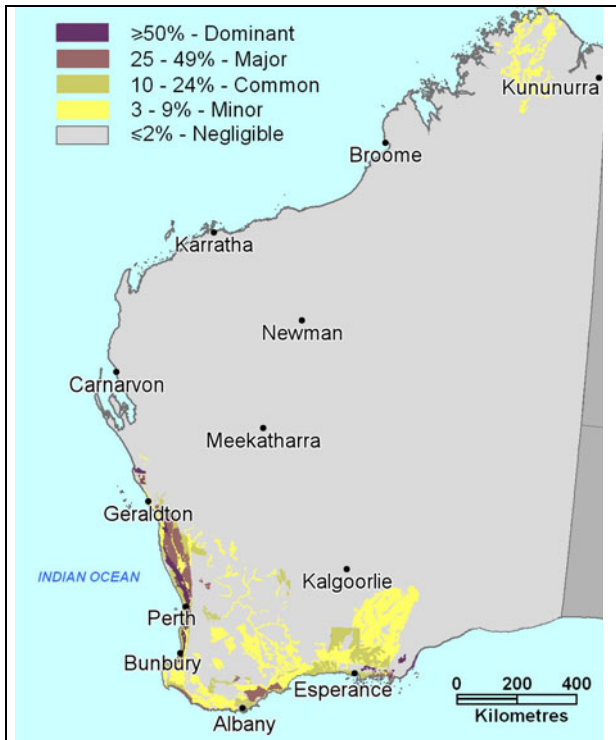 ≥50% - Dominant
25 - 49% - Major
10 - 24% - Common
3 - 9% - Minor
≤2% - Negligible
Kununurra
Broome
Karratha
Newman
Carnarvon
Meekatharra
Geraldton
INDIAN OCEAN
Kalgoorlie
Perth
Bunbury
Esperance
Albany
0 200 400
Kilometres